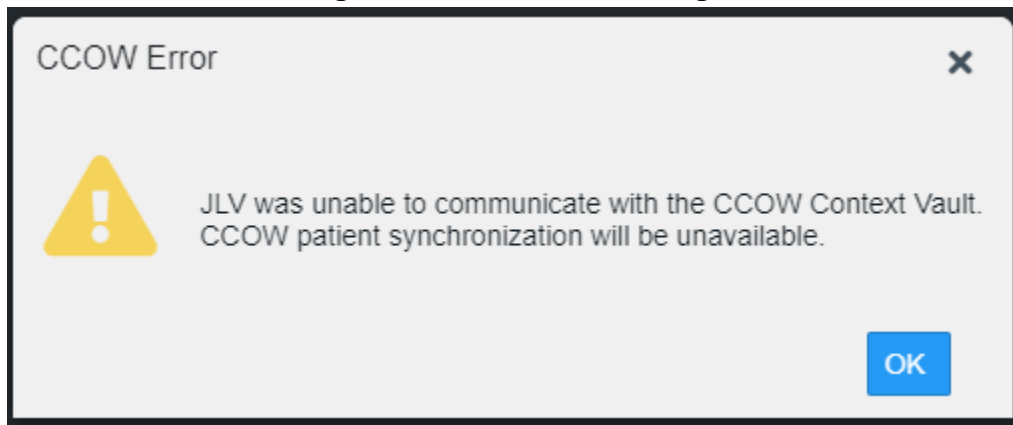 CCOW Error
JLV was unable to communicate with the CCOW Context Vault.
CCOW patient synchronization will be unavailable.
OK